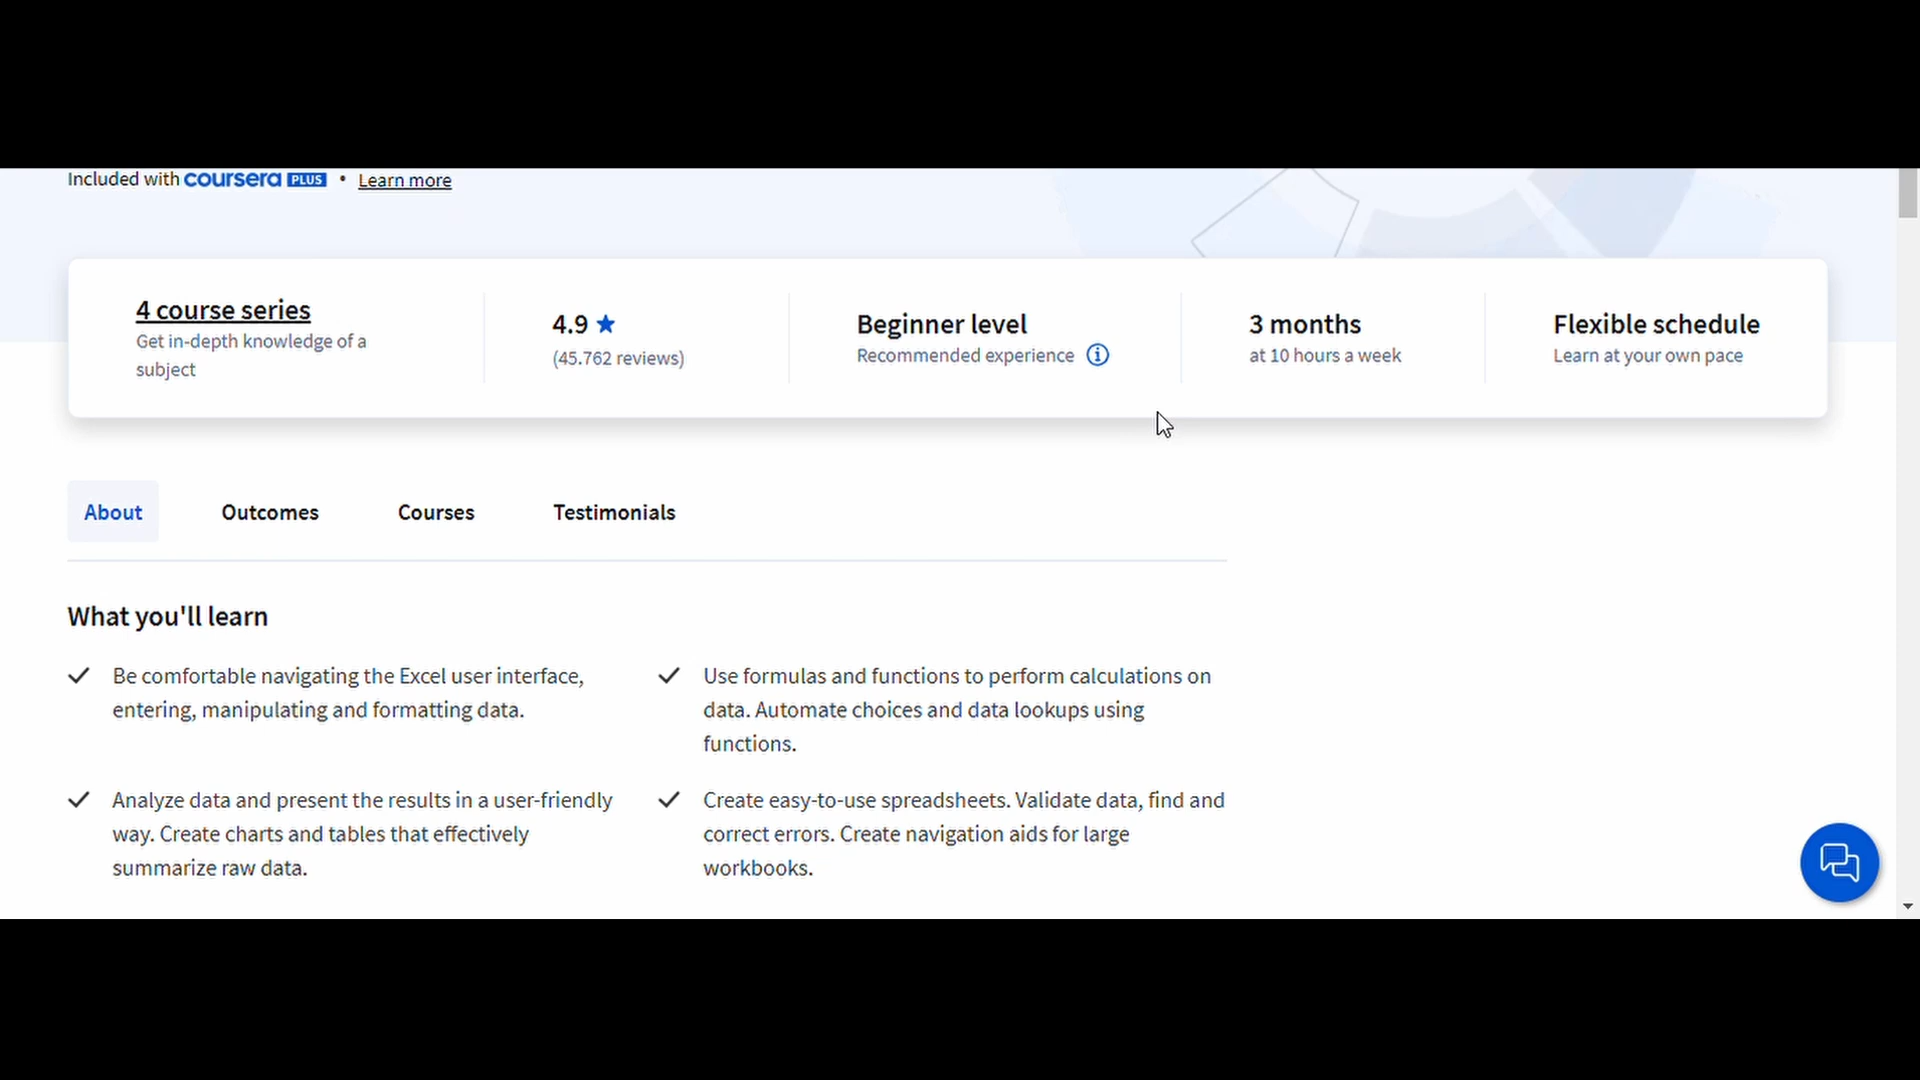 Included with coursera PLUS • Learn more
4 course series
Get in-depth knowledge of a
subject
4.9 ★
(45.762 reviews)
Beginner level
Recommended experience
3 months
at 10 hours a week
Flexible schedule
Learn at your own pace
About Outcomes Courses Testimonials
What you'll learn
Be comfortable navigating the Excel user interface,
entering, manipulating and formatting data.
Use formulas and functions to perform calculations on
data. Automate choices and data lookups using
functions.
Analyze data and present the results in a user-friendly
way. Create charts and tables that effectively
summarize raw data.
Create easy-to-use spreadsheets. Validate data, find and
correct errors. Create navigation aids for large
workbooks.